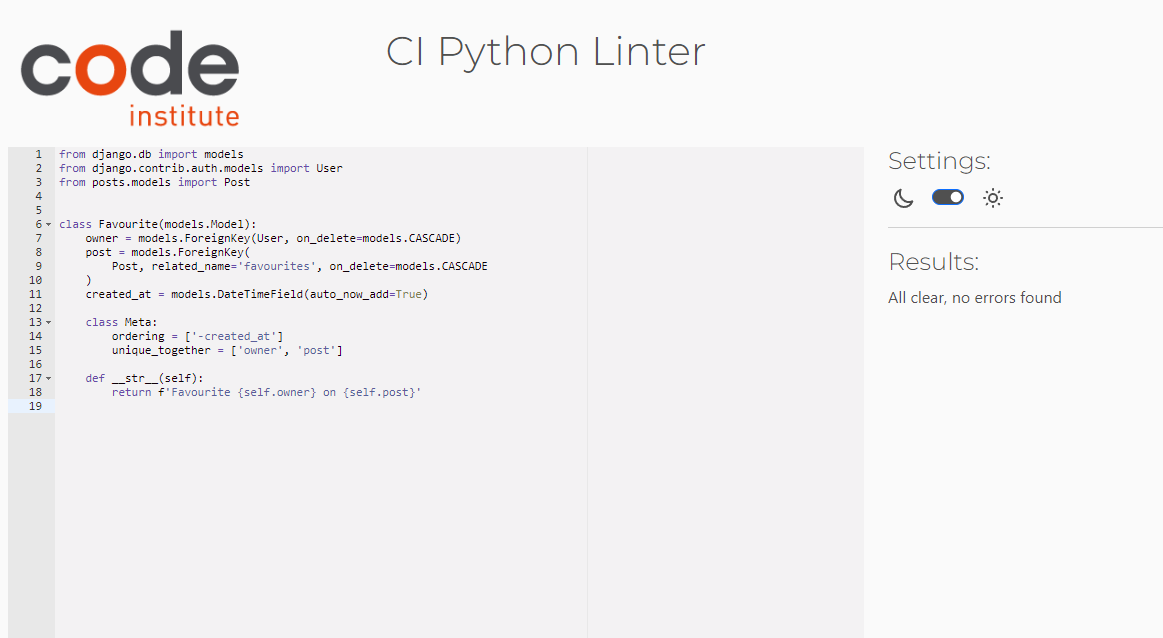 code
institute
CI Python Linter
1 from django.db import models
2 from django.contrib.auth.models import User
3 from posts.models import Post
4
5
6 class Favourite(models.Model):
7     owner = models.ForeignKey(User, on_delete=models.CASCADE)
8     post = models.ForeignKey(
9         Post, related_name='favourites', on_delete=models.CASCADE
10     )
11     created_at = models.DateTimeField(auto_now_add=True)
12
13     class Meta:
14         ordering = ['-created_at']
15         unique_together = ['owner', 'post']
16
17     def __str__(self):
18         return f'Favourite {self.owner} on {self.post}'
19
Settings:
Results:
All clear, no errors found